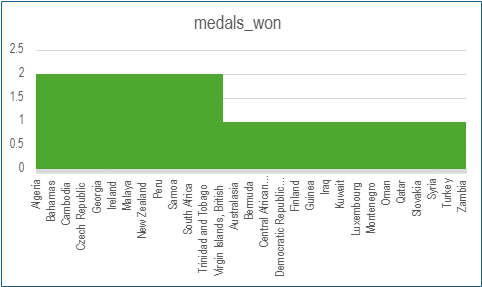 medals_won
2.5
2
1.5
1
0.5
0
Algeria
Bahamas
Cambodia
Czech Republic
Georgia
Ireland
Malaya
New Zealand
Peru
Samoa
South Africa
Trinidad and Tobago
Virgin Islands, British
Australasia
Bermuda
Central African...
Democratic Republic...
Finland
Guinea
Iraq
Kuwait
Luxembourg
Montenegro
Oman
Qatar
Slovakia
Syria
Turkey
Zambia